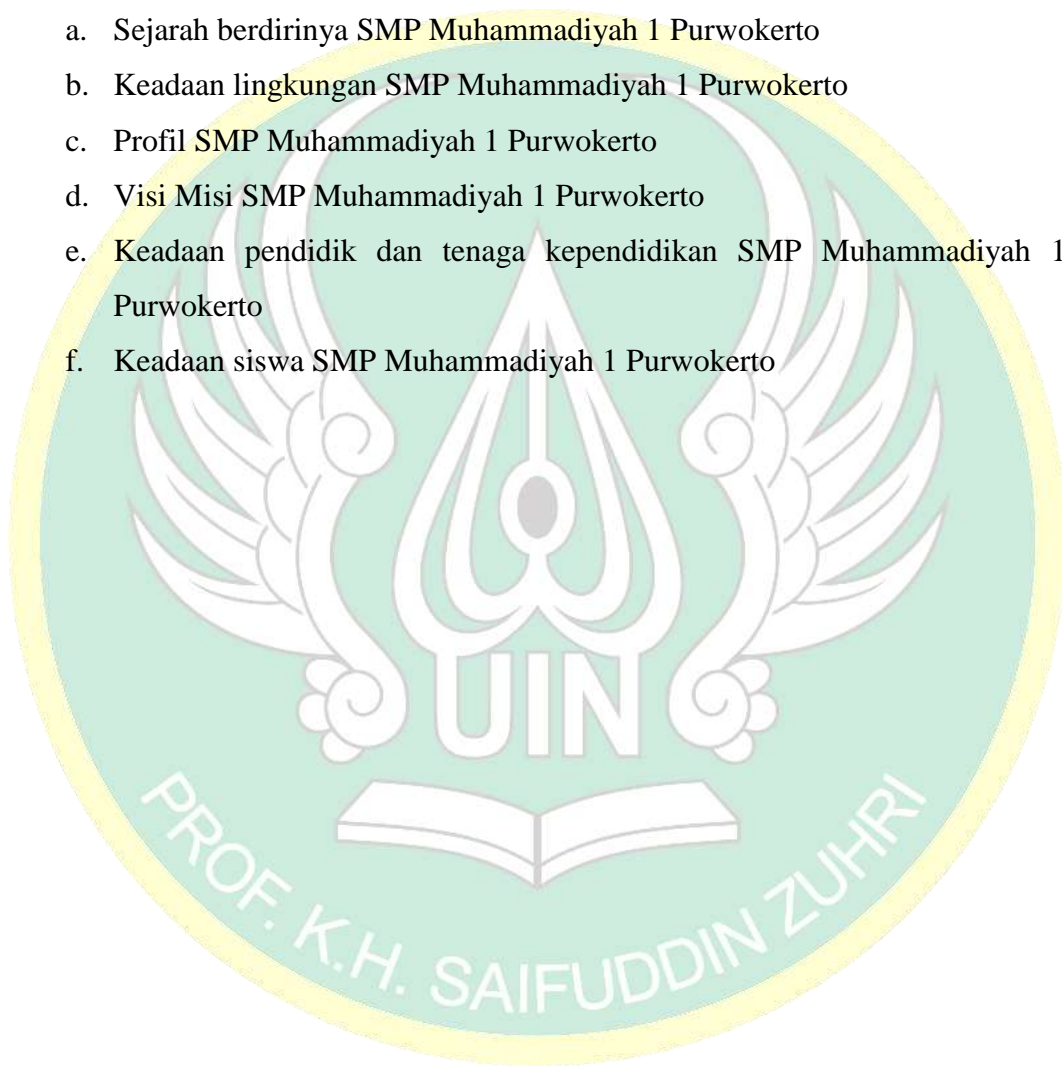 a. Sejarah berdirinya SMP Muhammadiyah 1 Purwokerto
b. Keadaan lingkungan SMP Muhammadiyah 1 Purwokerto
c. Profil SMP Muhammadiyah 1 Purwokerto
d. Visi Misi SMP Muhammadiyah 1 Purwokerto
e. Keadaan pendidik dan tenaga kependidikan SMP Muhammadiyah 1
Purwokerto
f. Keadaan siswa SMP Muhammadiyah 1 Purwokerto
UIN
PROF. K.H. SAIFUDDIN ZUHRI